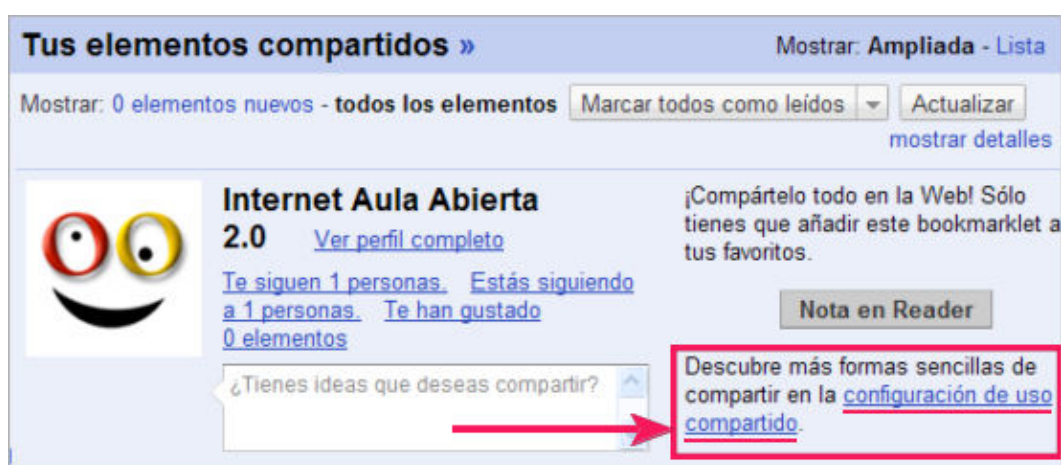 Tus elementos compartidos » Mostrar: Ampliada - Lista
Mostrar: 0 elementos nuevos - todos los elementos Marcar todos como leídos Actualizar
mostrar detalles
Internet Aula Abierta
2.0 Ver perfil completo
Te siguen 1 personas. Estás siguiendo
a 1 personas. Te han gustado
0 elementos
¿Tienes ideas que deseas compartir?
¡Compártelo todo en la Web! Sólo
tienes que añadir este bookmarklet a
tus favoritos.
Nota en Reader
Descubre más formas sencillas de
compartir en la configuración de uso
compartido.